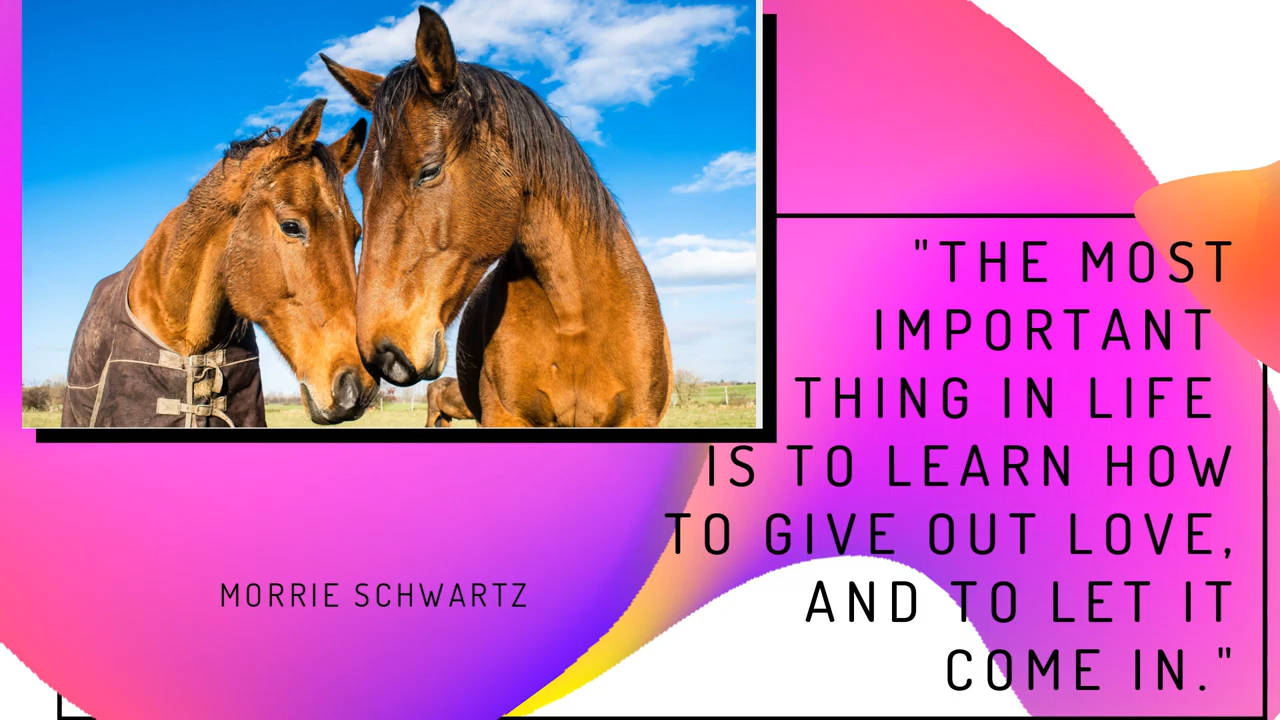 "THE MOST
IMPORTANT
THING IN LIFE
IS TO LEARN HOW
TO GIVE OUT LOVE,
AND TO LET IT
COME IN."
MORRIE SCHWARTZ